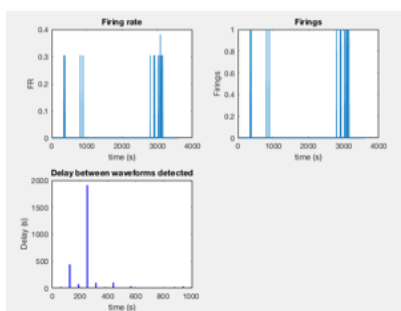 Firing rate
0.4
0.3
0.2
0.1
0
FR
0 1000 2000 3000 4000
time (s)
Firings
1
0.8
0.6
0.4
0.2
0
Firings
0 1000 2000 3000 4000
time (s)
Delay between waveforms detected
2000
1500
1000
500
0
Delay (s)
0 200 400 600 800 1000
time (s)